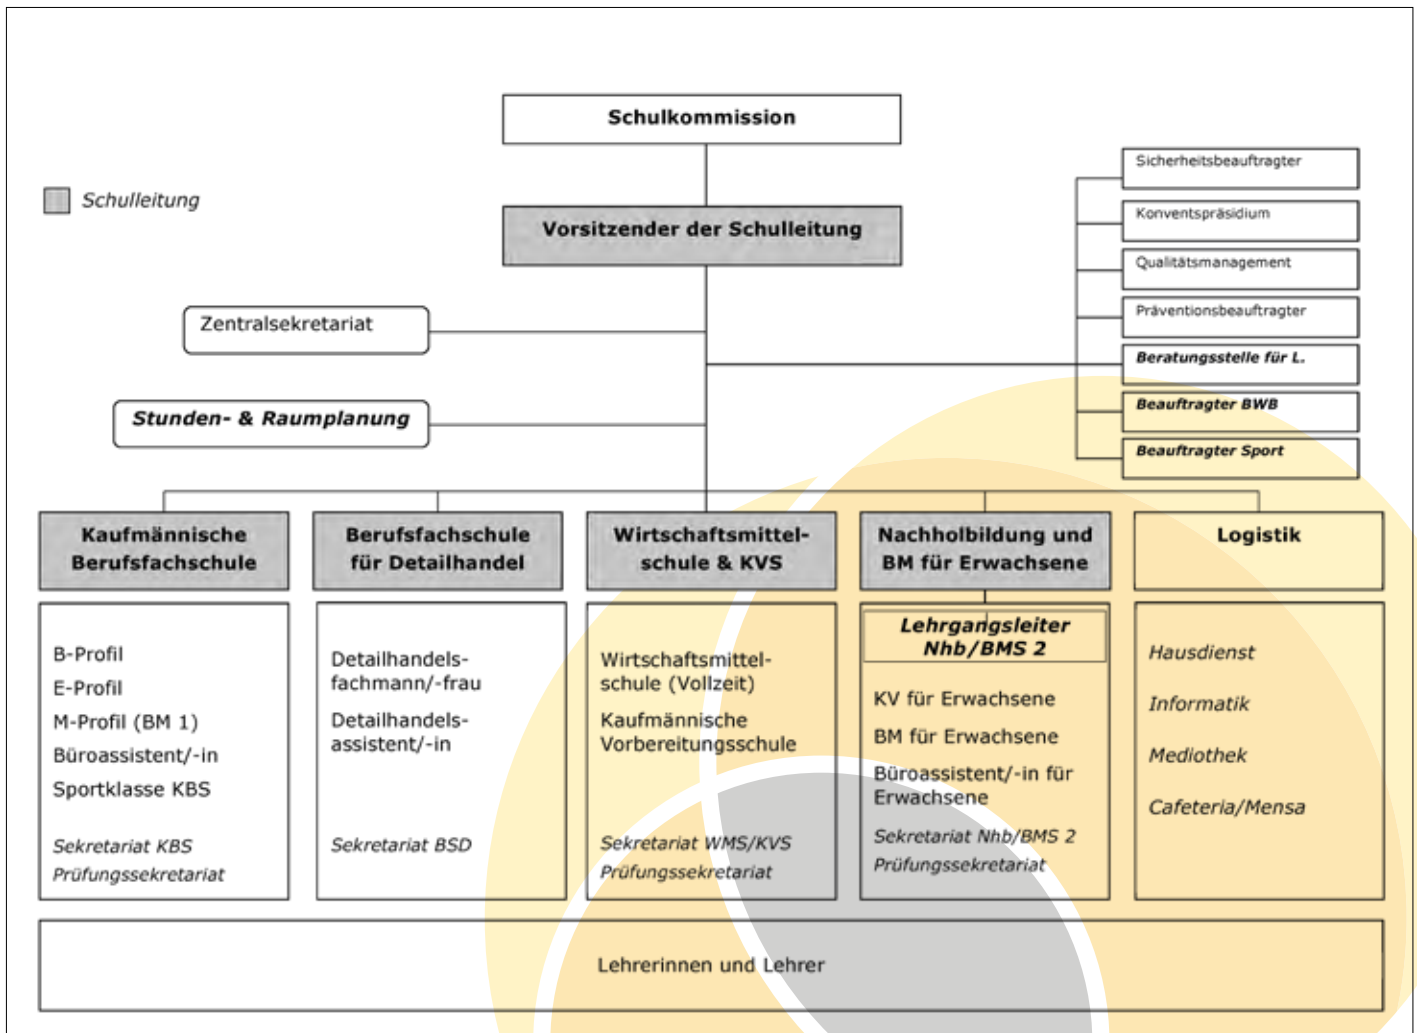 Schulkommission
Schulleitung
Vorsitzender der Schulleitung
Sicherheitsbeauftragter
Konventspräsidium
Qualitätsmanagement
Präventionsbeauftragter
Beratungsstelle für L.
Beauftragter BWB
Beauftragter Sport
Zentralsekretariat
Stunden- & Raumplanung
Kaufmännische
Berufsfachschule
B-Profil
E-Profil
M-Profil (BM 1)
Büroassistent/-in
Sportklasse KBS
Sekretariat KBS
Prüfungssekretariat
Berufsfachschule
für Detailhandel
Detailhandels-
fachmann/-frau
Detailhandels-
assistent/-in
Sekretariat BSD
Wirtschaftsmittel-
schule & KVS
Wirtschaftsmittel-
schule (Vollzeit)
Kaufmännische
Vorbereitungsschule
Sekretariat WMS/KVS
Prüfungssekretariat
Nachholbildung und
BM für Erwachsene
Lehrgangsleiter
Nhb/BMS 2
KV für Erwachsene
BM für Erwachsene
Büroassistent/-in für
Erwachsene
Sekretariat Nhb/BMS 2
Prüfungssekretariat
Logistik
Hausdienst
Informatik
Mediothek
Cafeteria/Mensa
Lehrerinnen und Lehrer